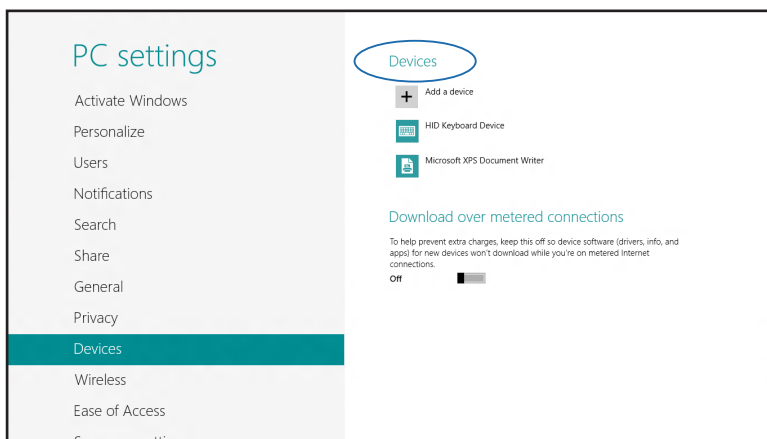 PC settings
Activate Windows
Personalize
Users
Notifications
Search
Share
General
Privacy
Devices
Wireless
Ease of Access
Devices
Add a device
HID Keyboard Device
Microsoft XPS Document Writer
Download over metered connections
To help prevent extra charges, keep this off so device software (drivers, info, and
apps) for new devices won't download while you're on metered Internet
connections.
Off